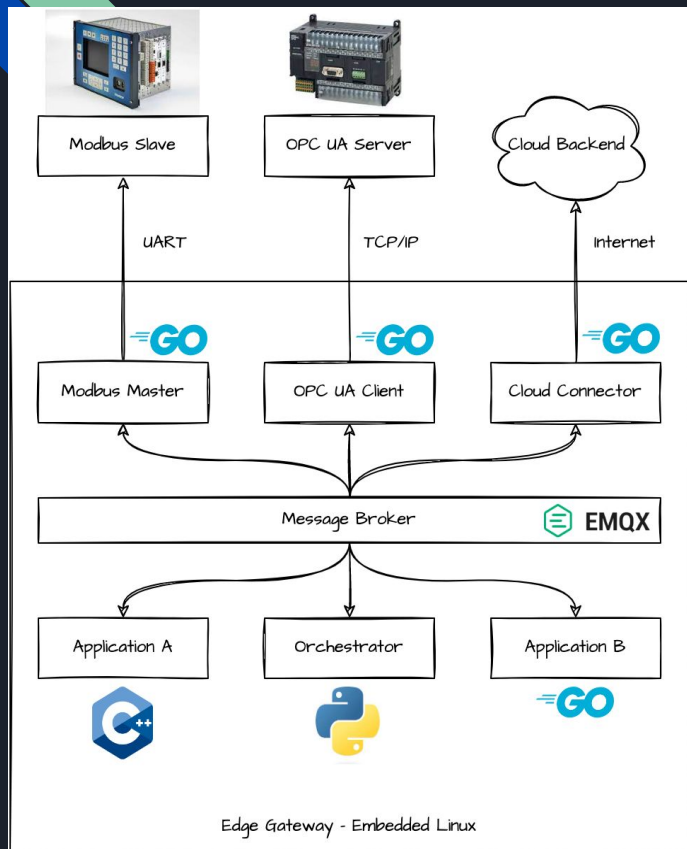 Modbus Slave
OPC UA Server
Cloud Backend
UART
TCP/IP
Internet
GO
GO
GO
Modbus Master
OPC UA Client
Cloud Connector
Message Broker
EMQX
Application A
Orchestrator
Application B
C++
GO
Edge Gateway - Embedded Linux